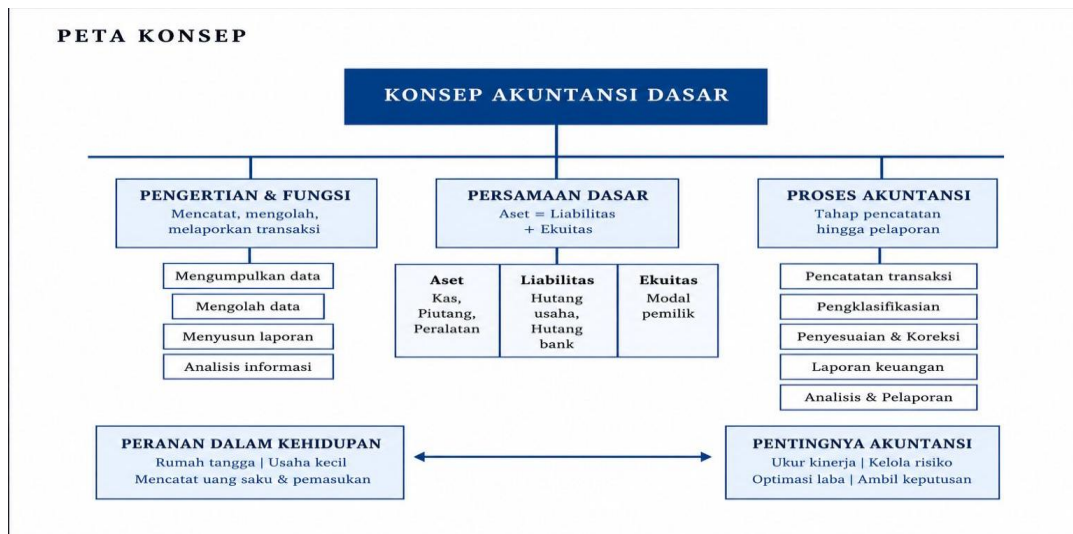 PETA KONSEP
KONSEP AKUNTANSI DASAR
PENGERTIAN & FUNGSI
Mencatat, mengolah,
melaporkan transaksi
Mengumpulkan data
Mengolah data
Menyusun laporan
Analisis informasi
PERSAMAAN DASAR
Aset = Liabilitas
+ Ekuitas
Aset
Kas,
Piutang,
Peralatan
Liabilitas
Hutang
usaha,
Hutang
bank
Ekuitas
Modal
pemilik
PROSES AKUNTANSI
Tahap pencatatan
hingga pelaporan
Pencatatan transaksi
Pengklasifikasian
Penyesuaian & Koreksi
Laporan keuangan
Analisis & Pelaporan
PERANAN DALAM KEHIDUPAN
Rumah tangga | Usaha kecil
Mencatat uang saku & pemasukan
PENTINGNYA AKUNTANSI
Ukur kinerja | Kelola risiko
Optimasi laba | Ambil keputusan